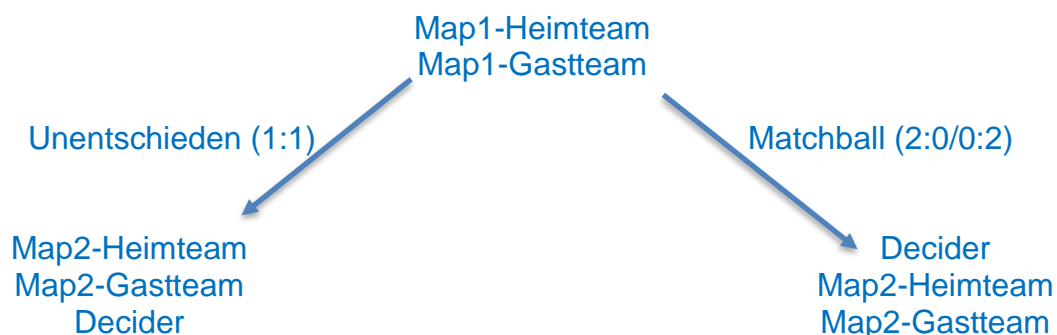 Map1-Heimteam
Map1-Gastteam
Unentschieden (1:1)
Matchball (2:0/0:2)
Map2-Heimteam
Map2-Gastteam
Decider
Decider
Map2-Heimteam
Map2-Gastteam